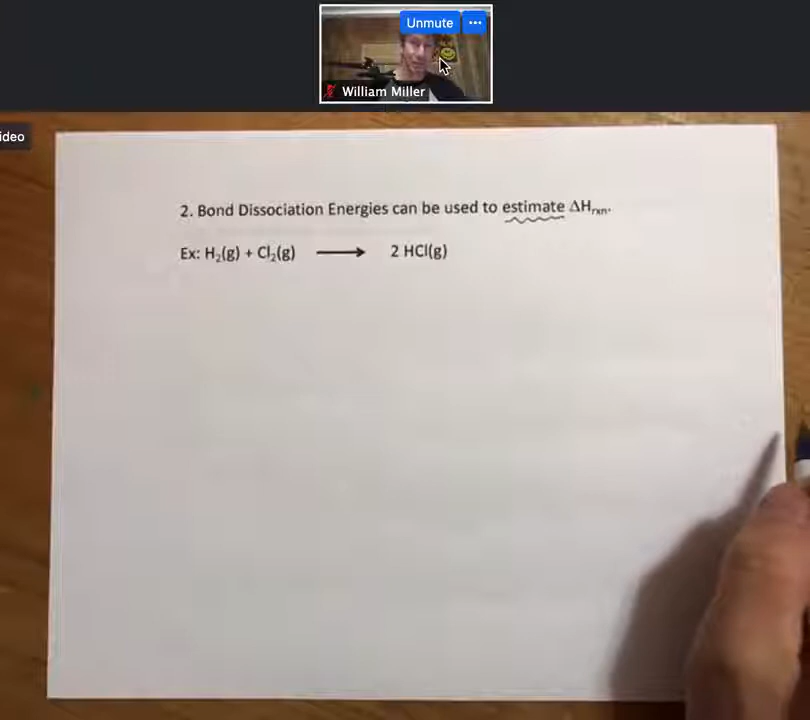 Unmute
William Miller
ideo
2. Bond Dissociation Energies can be used to estimate ΔHrxn.
Ex: H₂(g) + Cl₂(g) ⟶ 2 HCl(g)